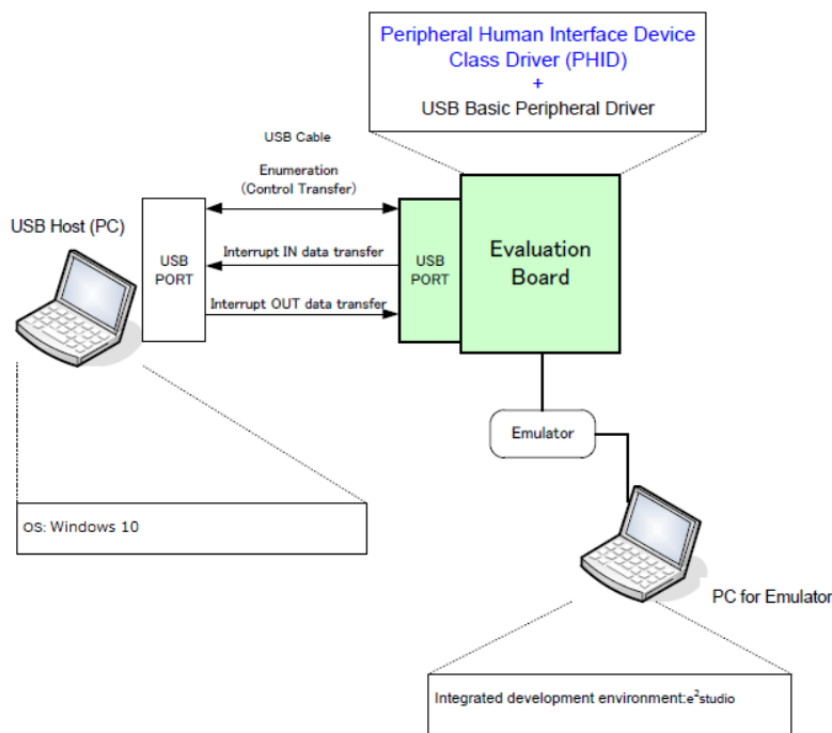 Peripheral Human Interface Device
Class Driver (PHID)
+
USB Basic Peripheral Driver
USB Cable
Enumeration
(Control Transfer)
USB Host (PC)
USB
PORT
Interrupt IN data transfer
Interrupt OUT data transfer
USB
PORT
Evaluation
Board
Emulator
OS: Windows 10
PC for Emulator
Integrated development environment:e²studio